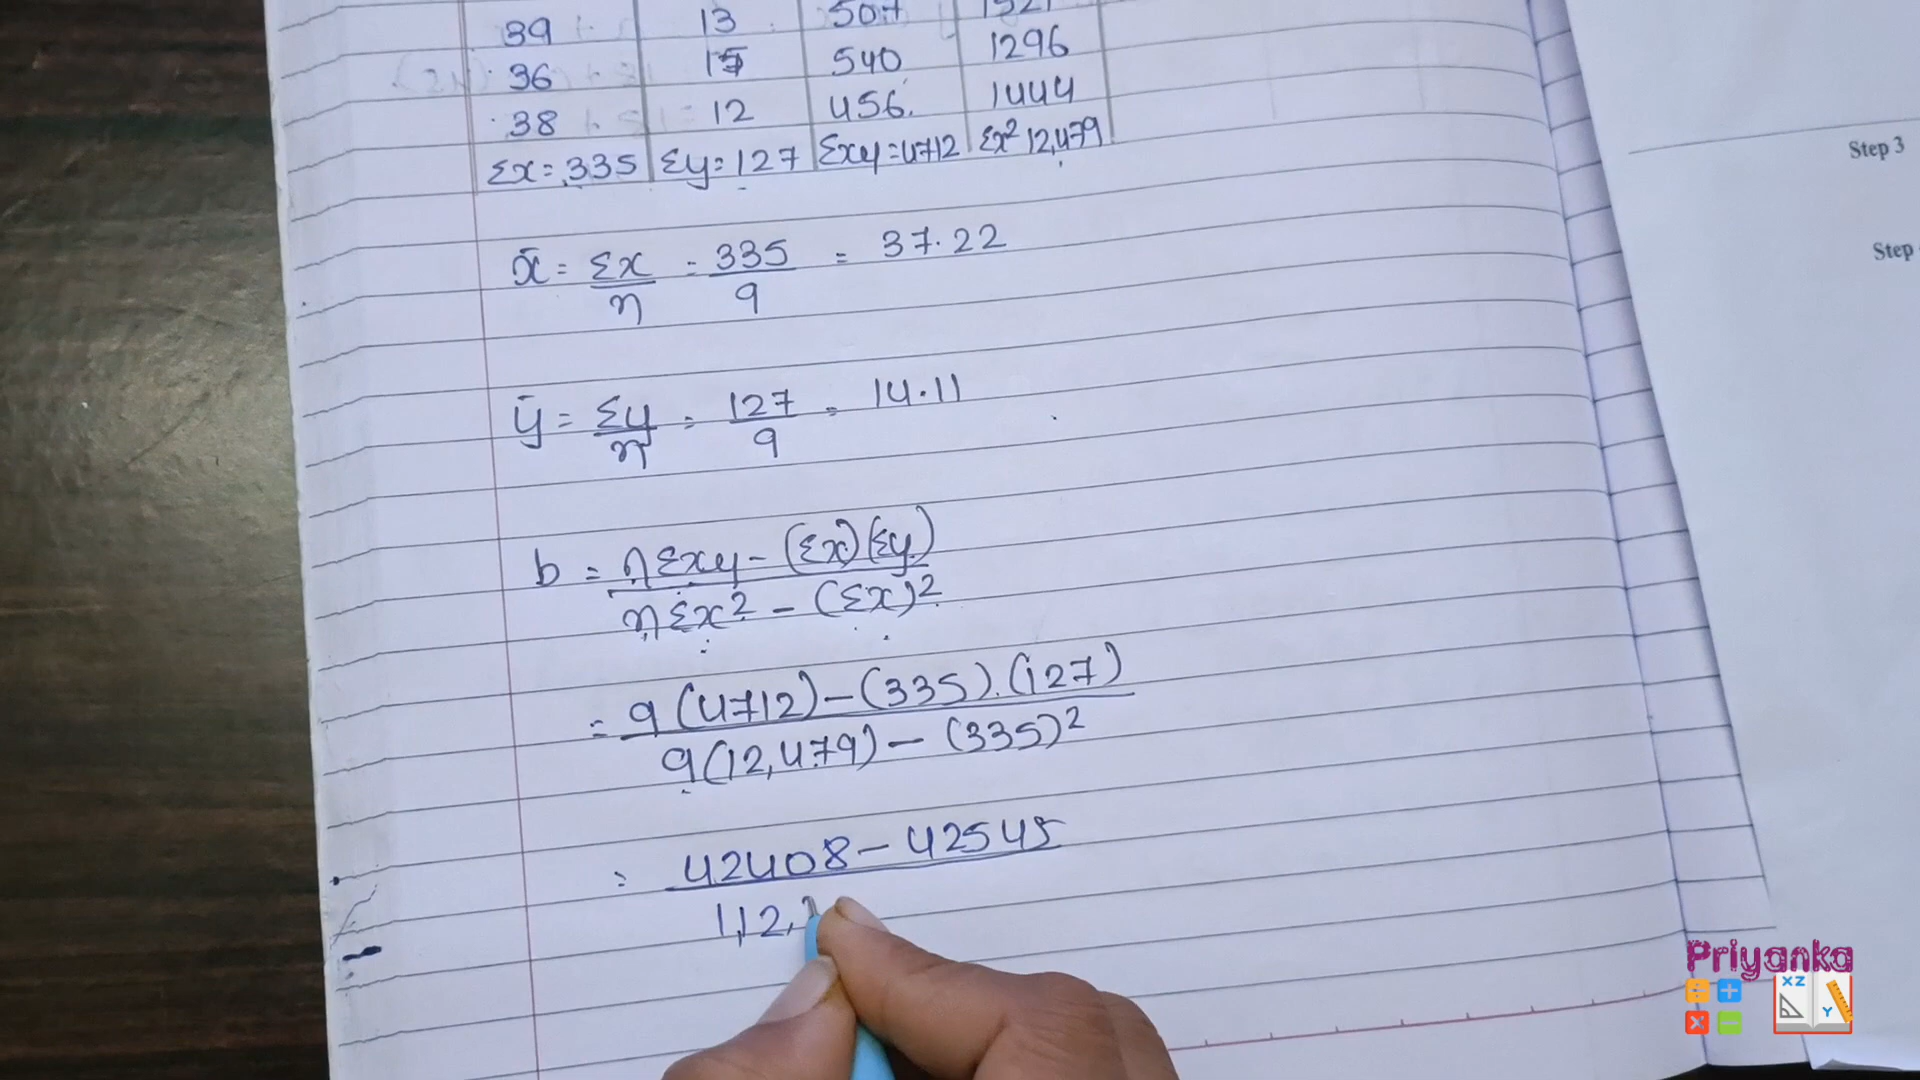 39 13 507 1521
36 15 540 1296
38 12 456. 1444
Σx = 335 Σy = 127 Σxy = 4712 Σx² 12,479
x̄ = Σx/n = 335/9 = 37.22
ȳ = Σy/n = 127/9 = 14.11
b = nΣxy - (Σx)(Σy) / nΣx² - (Σx)²
= 9(4712) - (335).(127) / 9(12,479) - (335)²
= 42408 - 42545 / 1,12,
Step 3
Step
Priyanka
XZ
Y